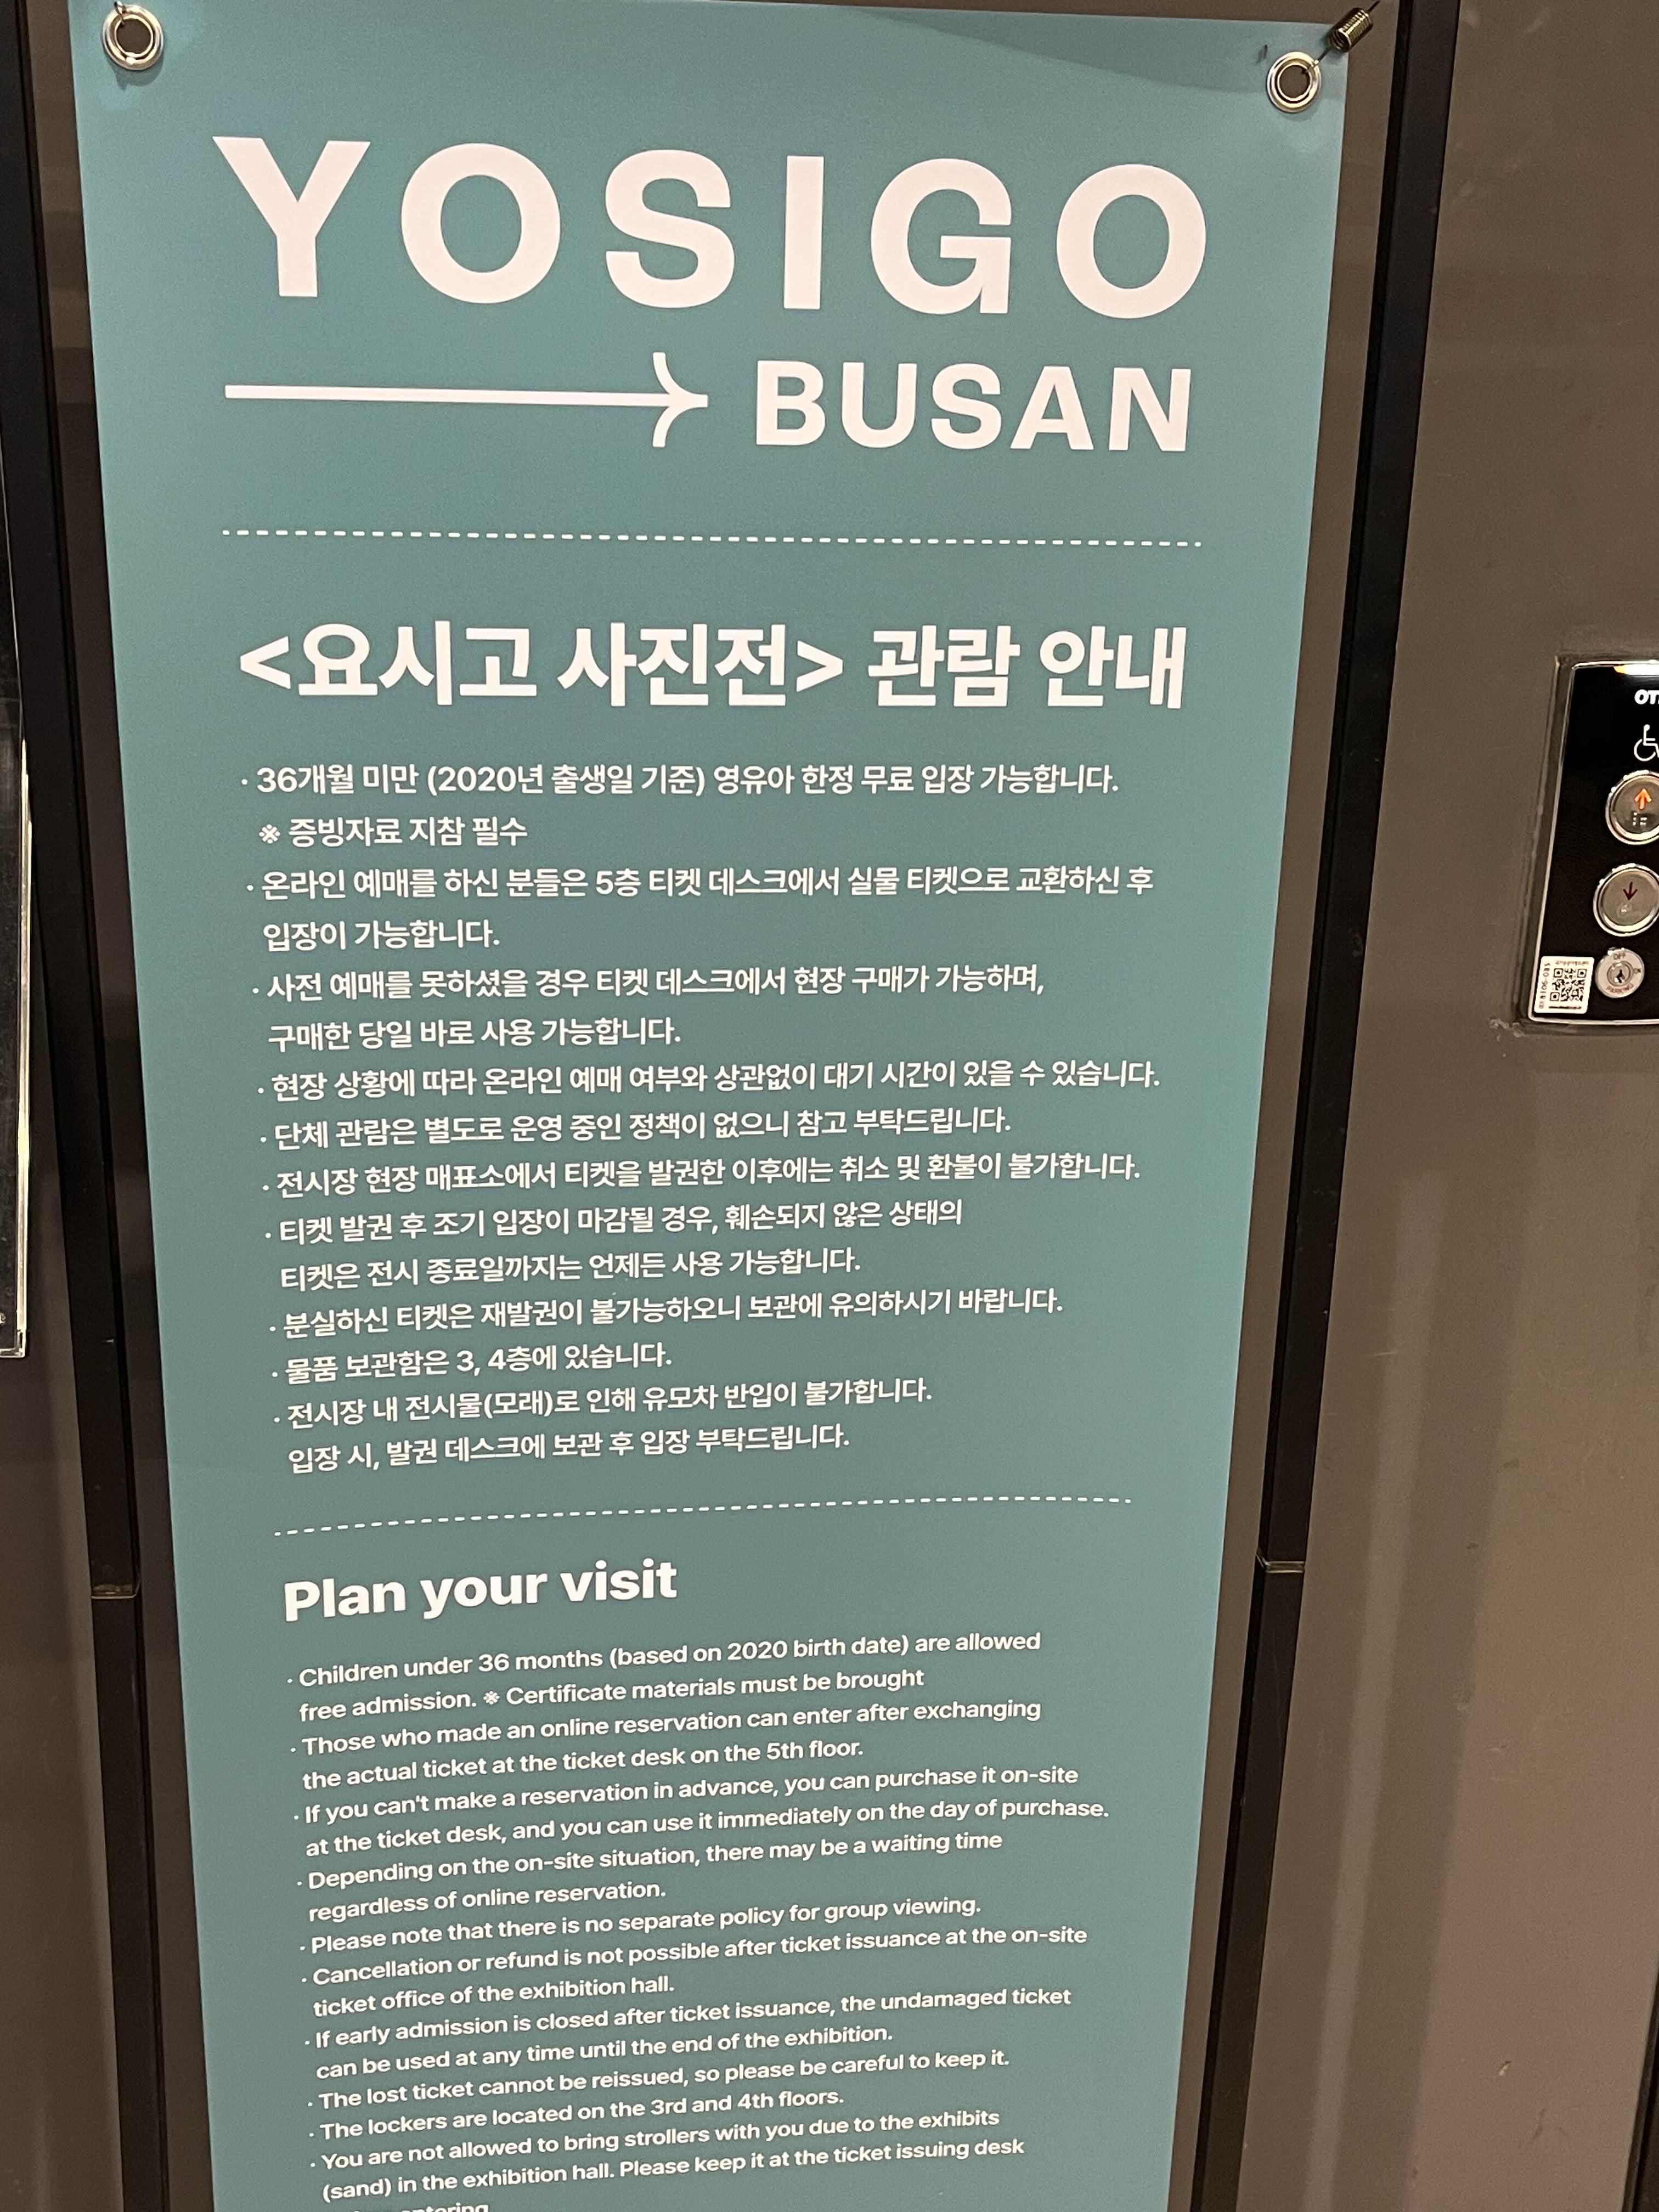 YOSIGO
BUSAN
<요시고 사진전> 관람 안내
· 36개월 미만 (2020년 출생일 기준) 영유아 한정 무료 입장 가능합니다.
※ 증빙자료 지참 필수
· 온라인 예매를 하신 분들은 5층 티켓 데스크에서 실물 티켓으로 교환하신 후
입장이 가능합니다.
· 사전 예매를 못하셨을 경우 티켓 데스크에서 현장 구매가 가능하며,
구매한 당일 바로 사용 가능합니다.
· 현장 상황에 따라 온라인 예매 여부와 상관없이 대기 시간이 있을 수 있습니다.
· 단체 관람은 별도로 운영 중인 정책이 없으니 참고 부탁드립니다.
· 전시장 현장 매표소에서 티켓을 발권한 이후에는 취소 및 환불이 불가합니다.
· 티켓 발권 후 조기 입장이 마감될 경우, 훼손되지 않은 상태의
티켓은 전시 종료일까지는 언제든 사용 가능합니다.
· 분실하신 티켓은 재발권이 불가능하오니 보관에 유의하시기 바랍니다.
· 물품 보관함은 3, 4층에 있습니다.
· 전시장 내 전시물(모래)로 인해 유모차 반입이 불가합니다.
입장 시, 발권 데스크에 보관 후 입장 부탁드립니다.
Plan your visit
· Children under 36 months (based on 2020 birth date) are allowed
free admission. ※ Certificate materials must be brought
· Those who made an online reservation can enter after exchanging
the actual ticket at the ticket desk on the 5th floor.
· If you can't make a reservation in advance, you can purchase it on-site
at the ticket desk, and you can use it immediately on the day of purchase.
· Depending on the on-site situation, there may be a waiting time
regardless of online reservation.
· Please note that there is no separate policy for group viewing.
· Cancellation or refund is not possible after ticket issuance at the on-site
ticket office of the exhibition hall.
· If early admission is closed after ticket issuance, the undamaged ticket
can be used at any time until the end of the exhibition.
· The lost ticket cannot be reissued, so please be careful to keep it.
· The lockers are located on the 3rd and 4th floors.
· You are not allowed to bring strollers with you due to the exhibits
(sand) in the exhibition hall. Please keep it at the ticket issuing desk